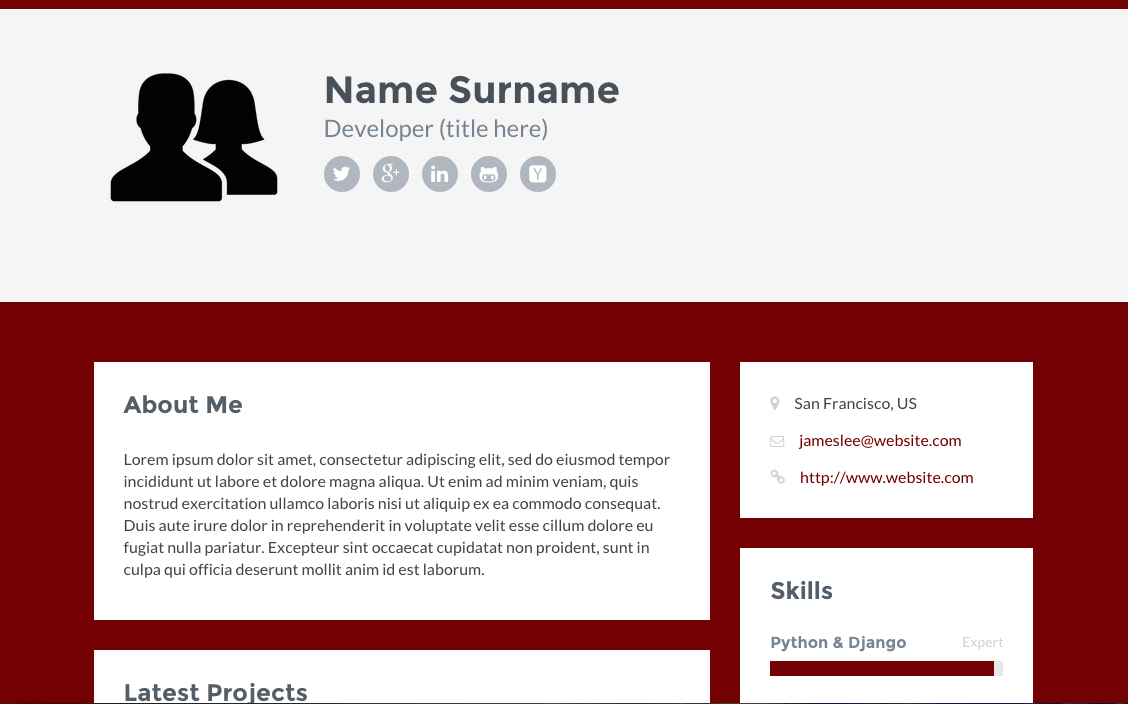 Name Surname
Developer (title here)
About Me
Lorem ipsum dolor sit amet, consectetur adipiscing elit, sed do eiusmod tempor
incididunt ut labore et dolore magna aliqua. Ut enim ad minim veniam, quis
nostrud exercitation ullamco laboris nisi ut aliquip ex ea commodo consequat.
Duis aute irure dolor in reprehenderit in voluptate velit esse cillum dolore eu
fugiat nulla pariatur. Excepteur sint occaecat cupidatat non proident, sunt in
culpa qui officia deserunt mollit anim id est laborum.
Latest Projects
San Francisco, US
jameslee@website.com
http://www.website.com
Skills
Python & Django Expert